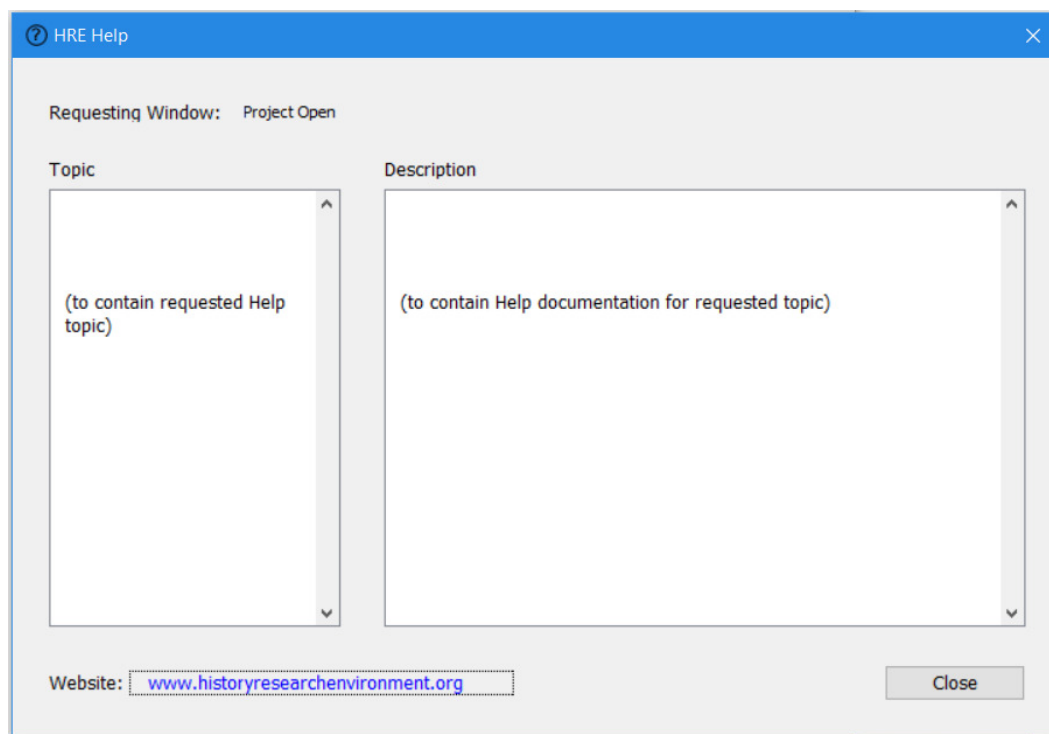 HRE Help
Requesting Window: Project Open
Topic Description
(to contain requested Help
topic)
(to contain Help documentation for requested topic)
Website: www.historyresearchenvironment.org
Close